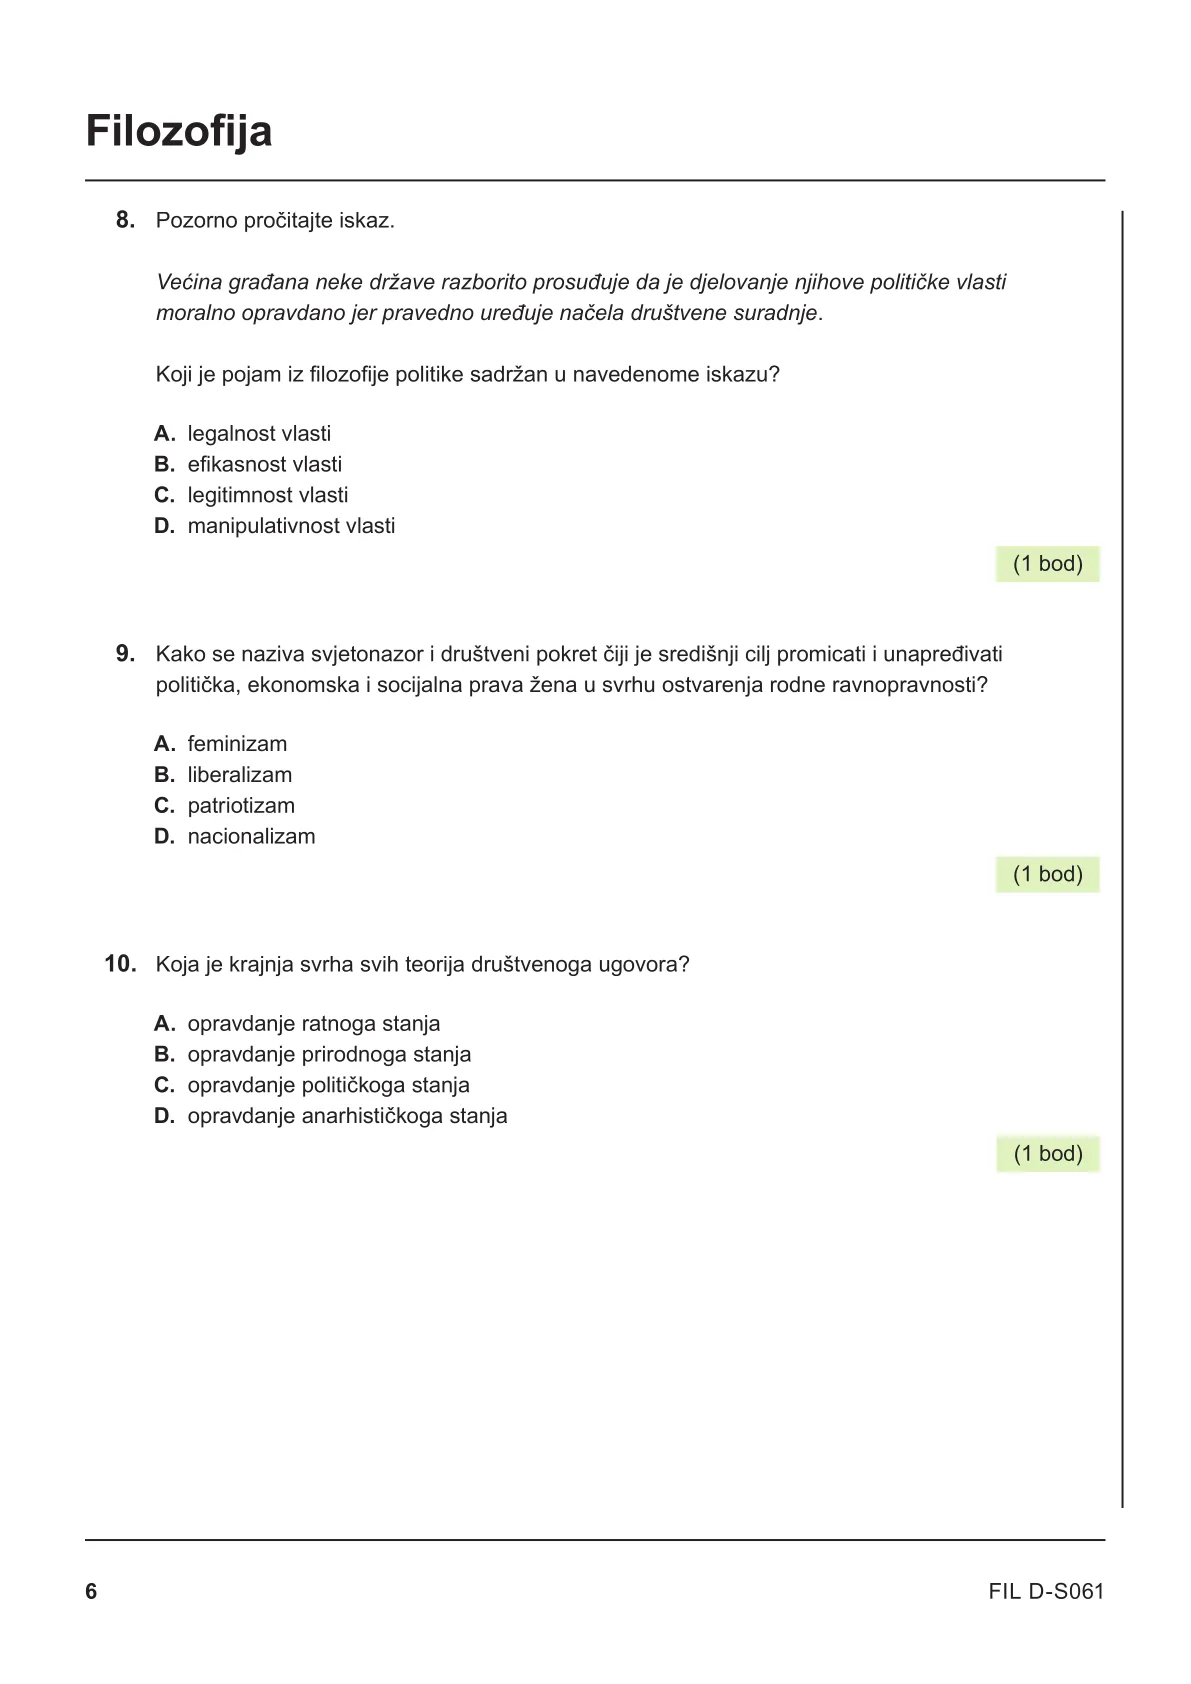 Filozofija
8. Pozorno pročitajte iskaz.
Većina građana neke države razborito prosuđuje da je djelovanje njihove političke vlasti
moralno opravdano jer pravedno uređuje načela društvene suradnje.
Koji je pojam iz filozofije politike sadržan u navedenome iskazu?
A. legalnost vlasti
B. efikasnost vlasti
C. legitimnost vlasti
D. manipulativnost vlasti
(1 bod)
9. Kako se naziva svjetonazor i društveni pokret čiji je središnji cilj promicati i unapređivati
politička, ekonomska i socijalna prava žena u svrhu ostvarenja rodne ravnopravnosti?
A. feminizam
B. liberalizam
C. patriotizam
D. nacionalizam
(1 bod)
10. Koja je krajnja svrha svih teorija društvenoga ugovora?
A. opravdanje ratnoga stanja
B. opravdanje prirodnoga stanja
C. opravdanje političkoga stanja
D. opravdanje anarhističkoga stanja
(1 bod)
6
FIL D-S061